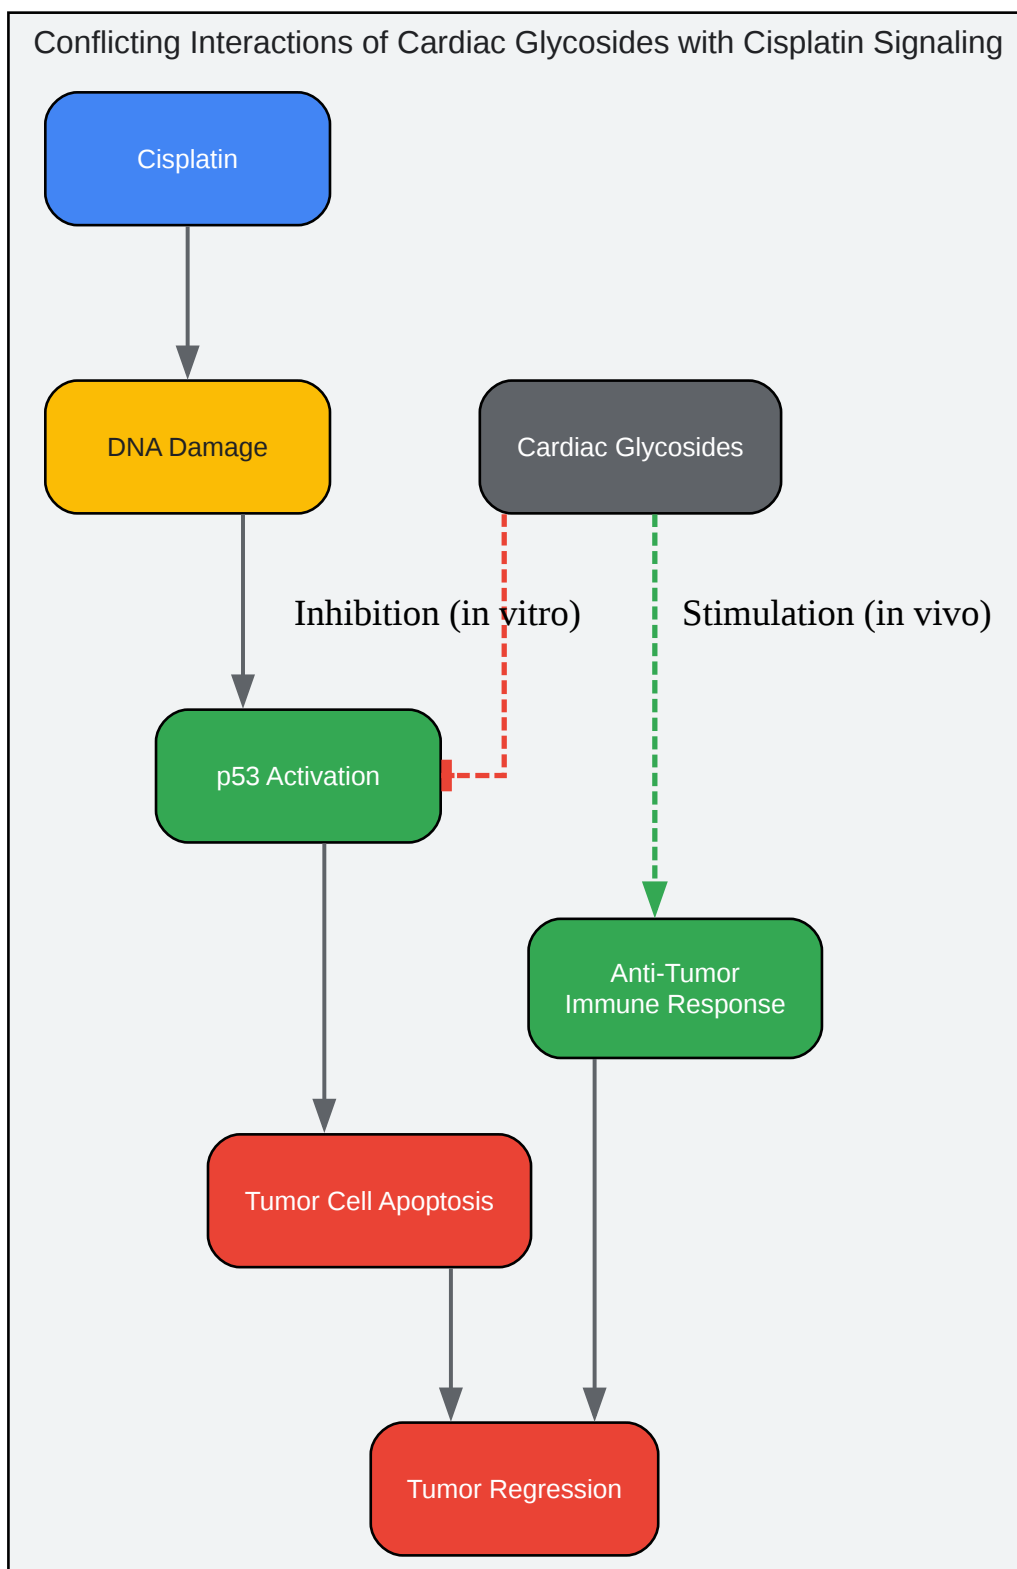 Conflicting Interactions of Cardiac Glycosides with Cisplatin Signaling
Cisplatin
DNA Damage
Cardiac Glycosides
Inhibition (in vitro)
Stimulation (in vivo)
p53 Activation
Anti-Tumor
Immune Response
Tumor Cell Apoptosis
Tumor Regression